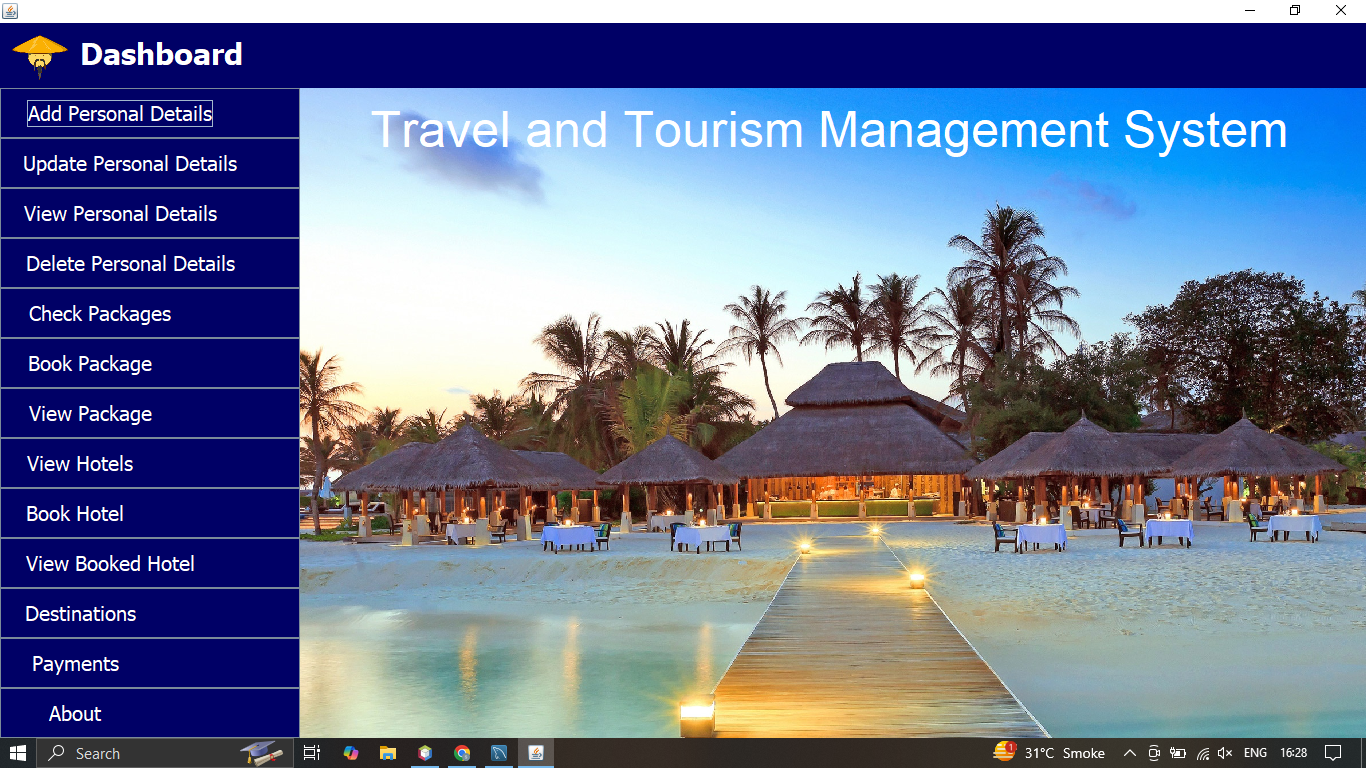 Dashboard
Travel and Tourism Management System
Add Personal Details
Update Personal Details
View Personal Details
Delete Personal Details
Check Packages
Book Package
View Package
View Hotels
Book Hotel
View Booked Hotel
Destinations
Payments
About
Search
1
31°C Smoke
ENG
16:28